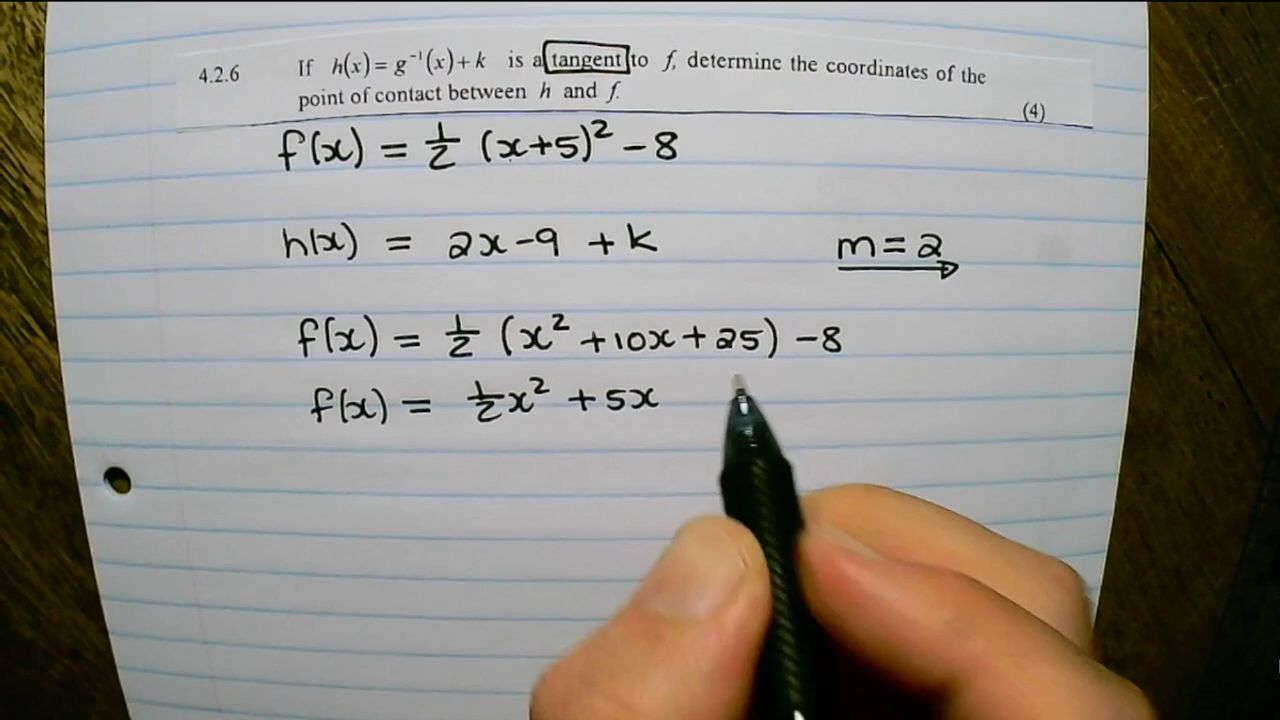 4.2.6 If h(x) = g⁻¹(x) + k is a tangent to f, determine the coordinates of the
point of contact between h and f.
(4)
f(x) = 1/2 (x+5)² - 8
h(x) = 2x - 9 + k m = 2
f(x) = 1/2 (x² + 10x + 25) - 8
f(x) = 1/2x² + 5x